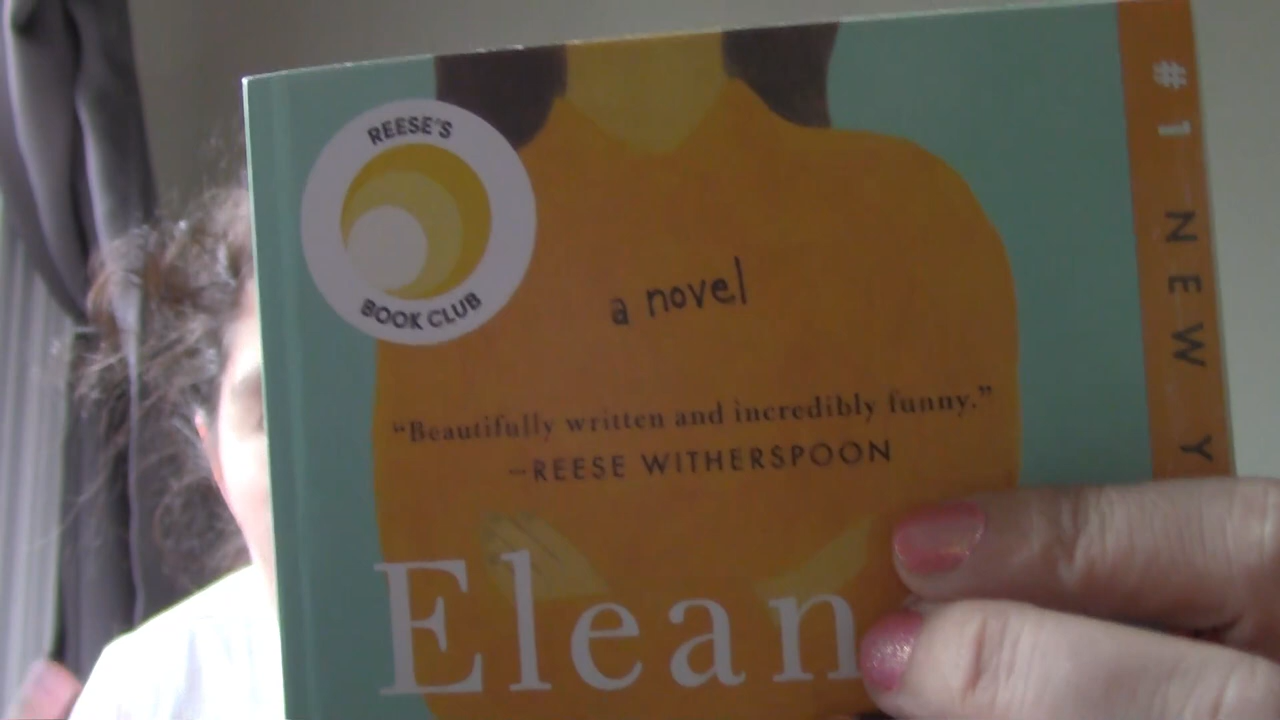 REESE'S
BOOK CLUB
a novel
“Beautifully written and incredibly funny.”
–REESE WITHERSPOON
Elean
#1 NEW Y